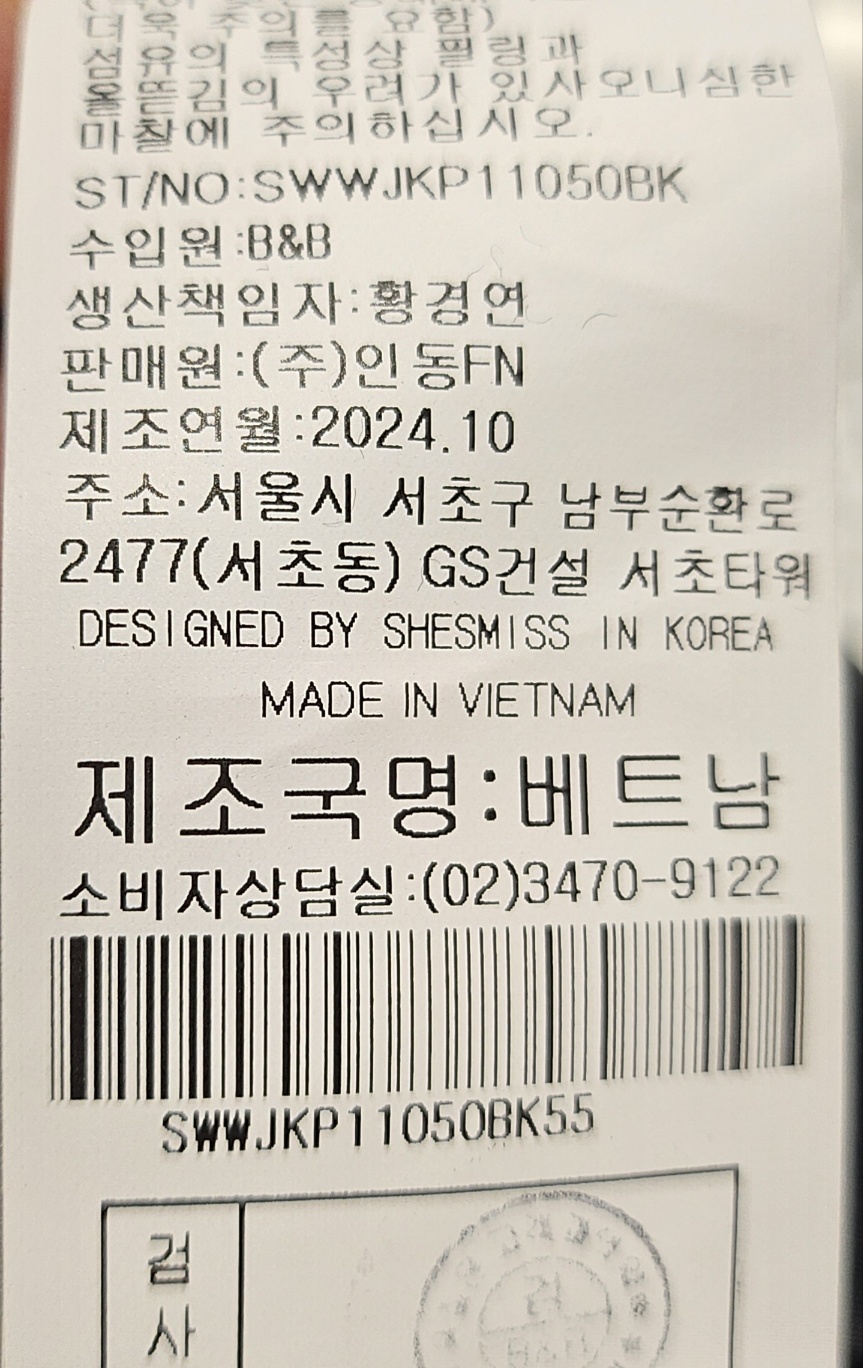 주의를 요함)
섬유의 특성상 필링과
올뜯김의 우려가 있사오니심한
마찰에 주의하십시오.
ST/NO:SWWJKP11050BK
수입원:B&B
생산책임자:황경연
판매원:(주)인동FN
제조연월:2024.10
주소:서울시 서초구 남부순환로
2477(서초동) GS건설 서초타워
DESIGNED BY SHESMISS IN KOREA
MADE IN VIETNAM
제조국명:베트남
소비자상담실:(02)3470-9122
SWWJKP11050BK55
검
사